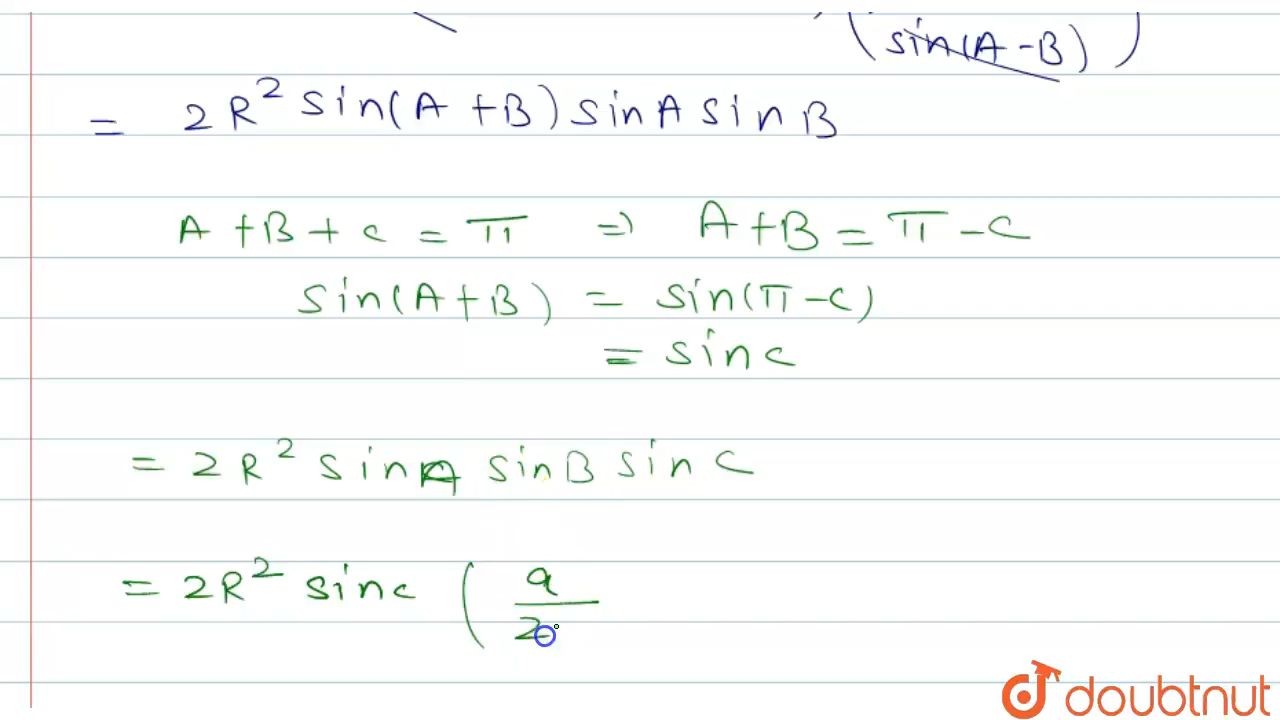 sin(A-B) )
= 2R² sin(A+B) sinA sinB
A+B+c = π ⇒ A+B = π-c
sin(A+B) = sin(π-c)
= sinc
= 2R² sinA sinB sinC
= 2R² sinc ( a/2
doubtnut